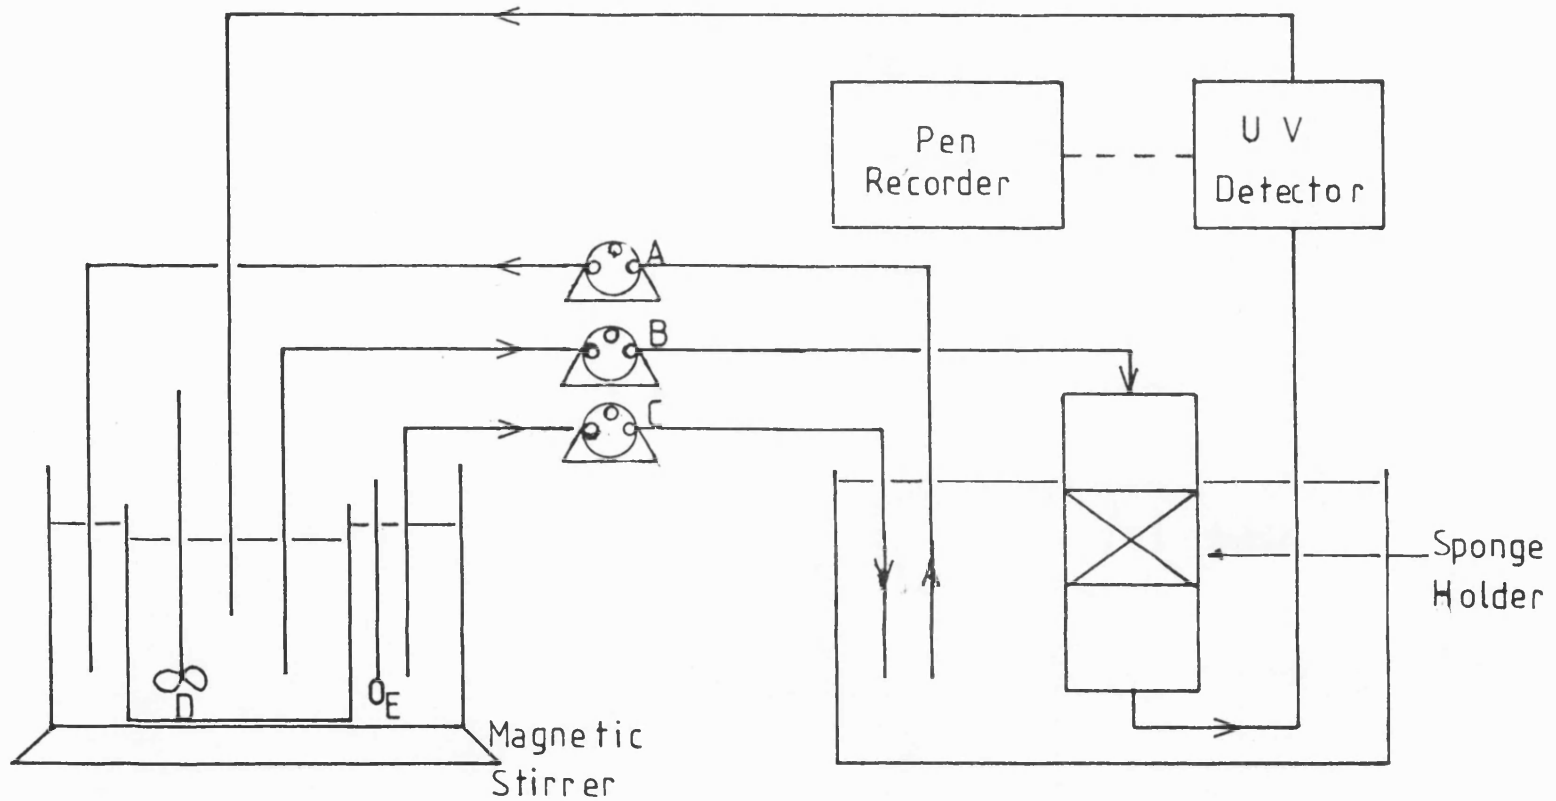 Pen
Recorder
U V
Detector
A
B
C
Sponge
Holder
D
E
Magnetic
Stirrer